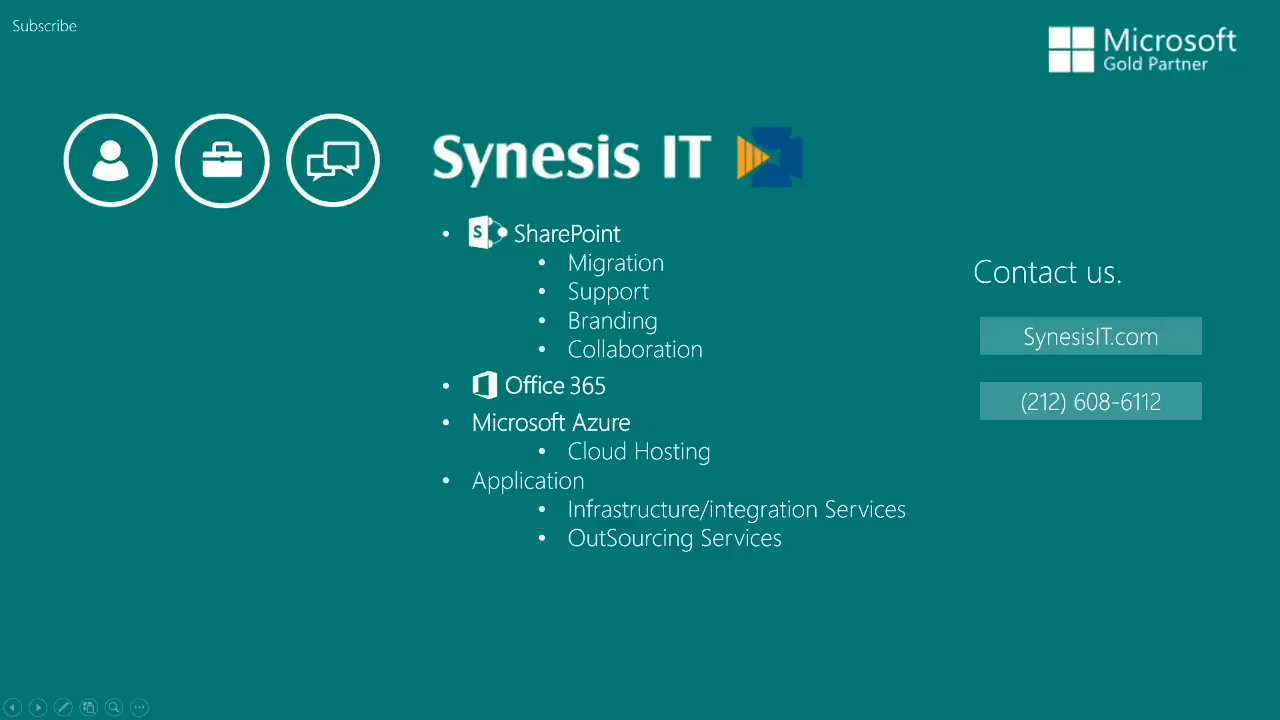 Subscribe
Microsoft
Gold Partner
Synesis IT
• S SharePoint
• Migration
• Support
• Branding
• Collaboration
• Office 365
• Microsoft Azure
• Cloud Hosting
• Application
• Infrastructure/integration Services
• OutSourcing Services
Contact us.
SynesisIT.com
(212) 608-6112